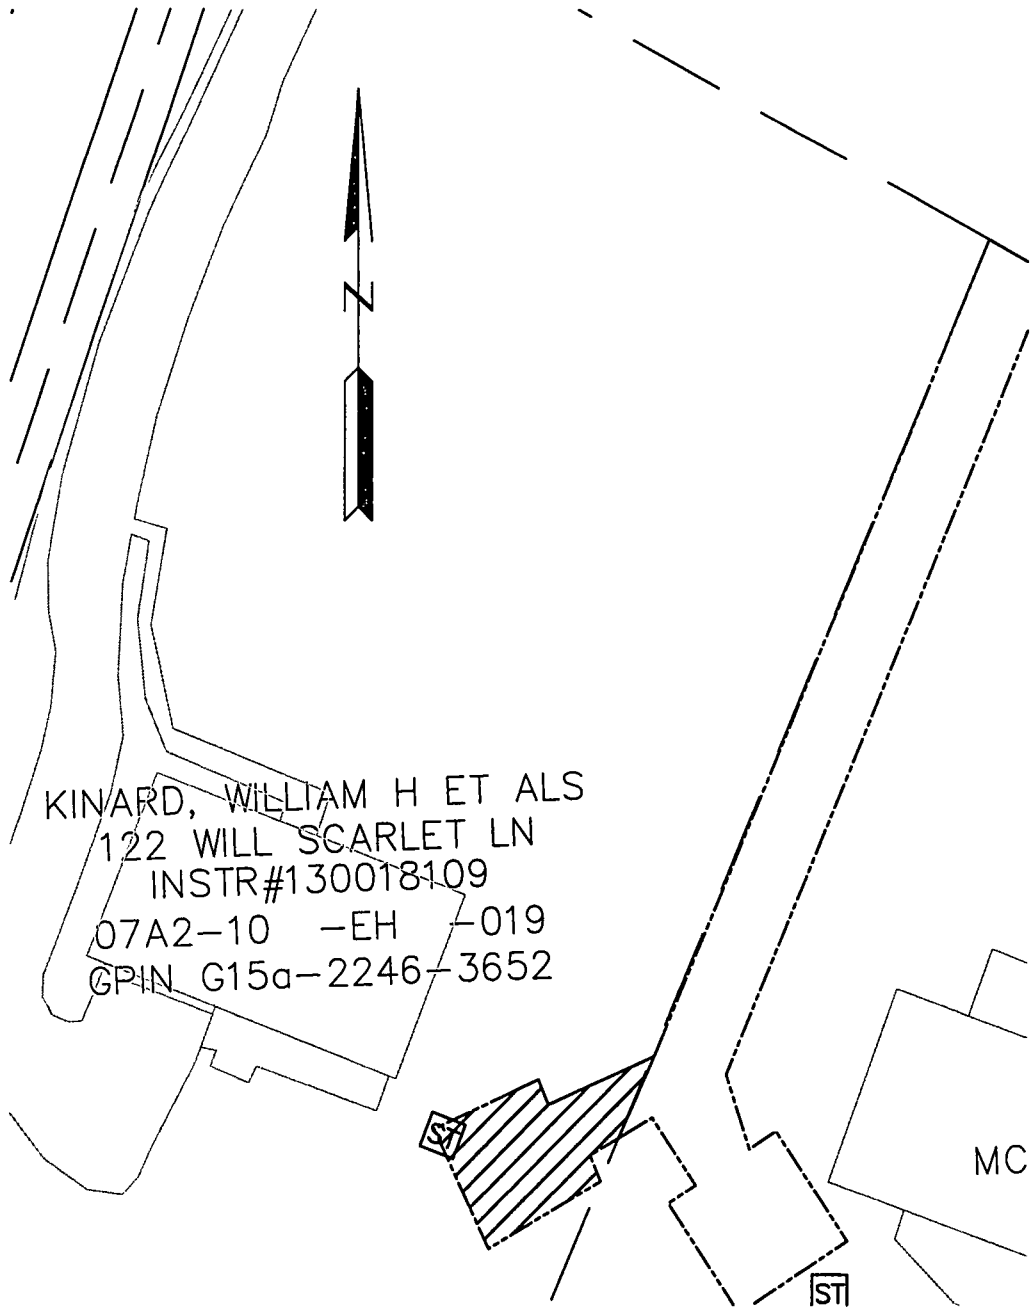 N
KINARD, WILLIAM H ET ALS
122 WILL SCARLET LN
INSTR#130018109
07A2-10 -EH -019
GPIN G15a-2246-3652
ST
MC
ST